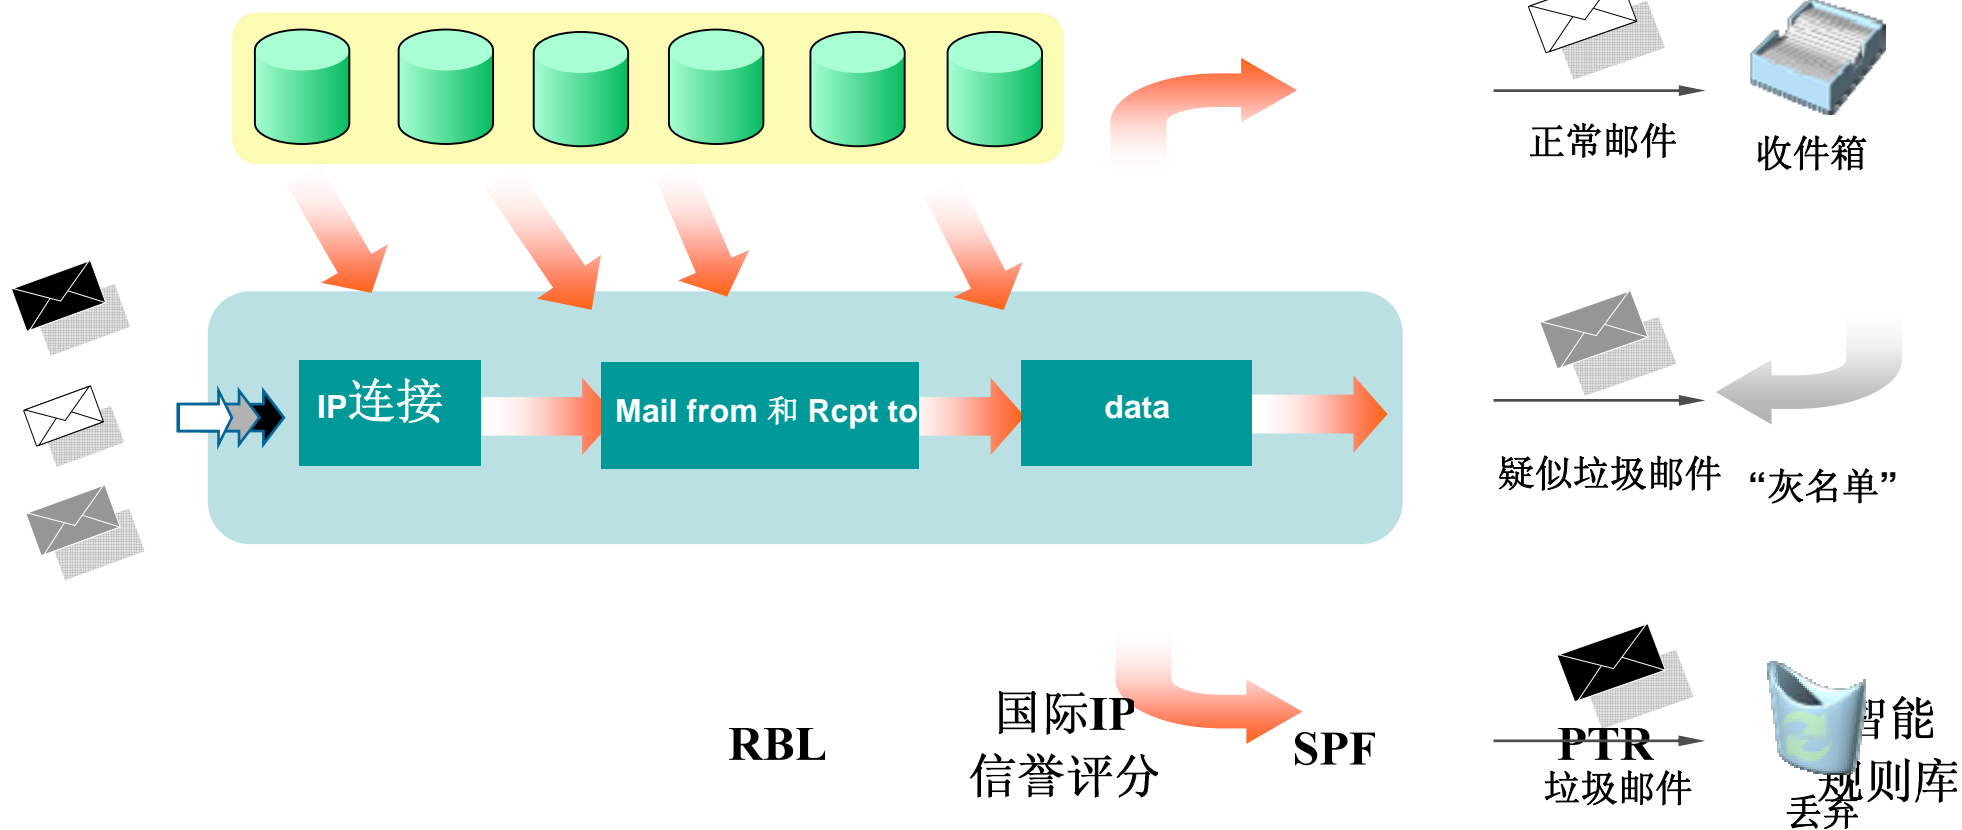 正常邮件
收件箱
IP连接
Mail from 和 Rcpt to
data
疑似垃圾邮件
“灰名单”
RBL
国际IP
信誉评分
SPF
PTR
智能
规则库
垃圾邮件
丢弃